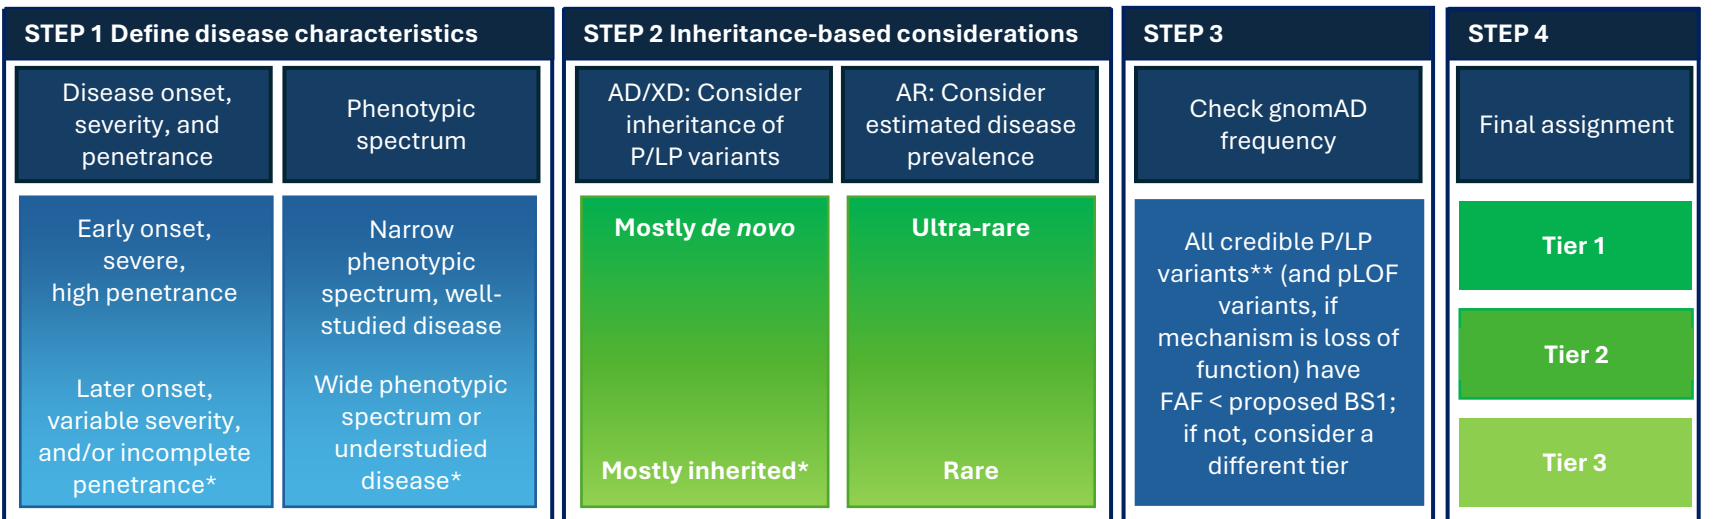 STEP 1 Define disease characteristics
Disease onset,
severity, and
penetrance
Phenotypic
spectrum
Early onset,
severe,
high penetrance
Later onset,
variable severity,
and/or incomplete
penetrance*
Narrow
phenotypic
spectrum, well-
studied disease
Wide phenotypic
spectrum or
understudied
disease*
STEP 2 Inheritance-based considerations
AD/XD: Consider
inheritance of
P/LP variants
AR: Consider
estimated disease
prevalence
Mostly de novo
Mostly inherited*
Ultra-rare
Rare
STEP 3
Check gnomAD
frequency
All credible P/LP
variants** (and pLOF
variants, if
mechanism is loss of
function) have
FAF < proposed BS1;
if not, consider a
different tier
STEP 4
Final assignment
Tier 1
Tier 2
Tier 3